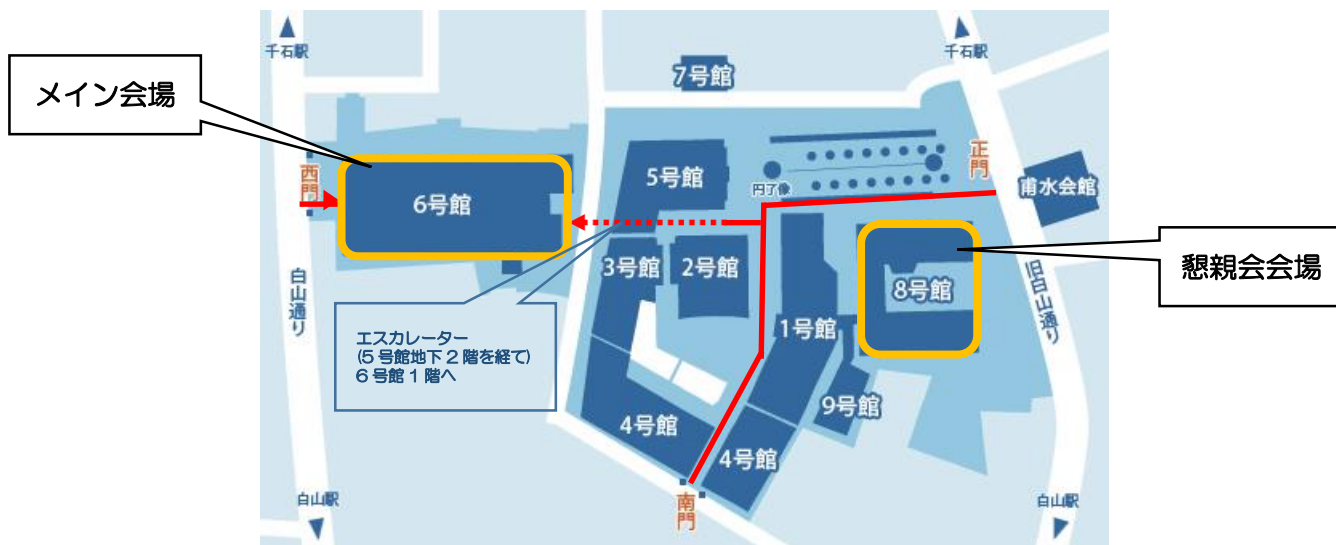 千石駅
千石駅
メイン会場
7号館
正門
西門
5号館
円了像
甫水会館
6号館
3号館
2号館
8号館
懇親会会場
白山通り
旧白山通り
1号館
エスカレーター
(5号館地下2階を経て)
6号館1階へ
9号館
4号館
4号館
白山駅
南門
白山駅